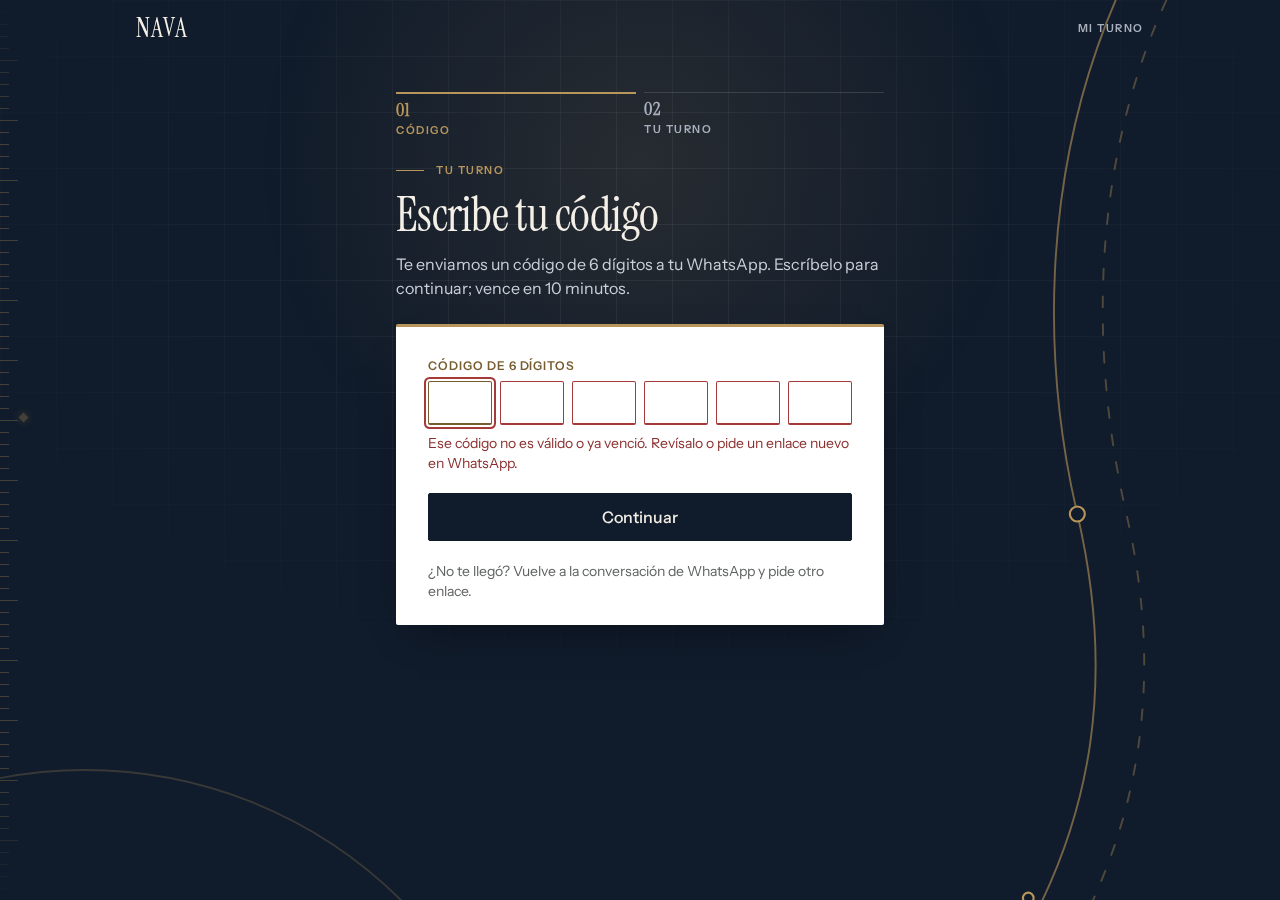 NAVA
MI TURNO
01
CÓDIGO
02
TU TURNO
TU TURNO
Escribe tu código
Te enviamos un código de 6 dígitos a tu WhatsApp. Escríbelo para
continuar; vence en 10 minutos.
CÓDIGO DE 6 DÍGITOS
Ese código no es válido o ya venció. Revísalo o pide un enlace nuevo
en WhatsApp.
Continuar
¿No te llegó? Vuelve a la conversación de WhatsApp y pide otro
enlace.